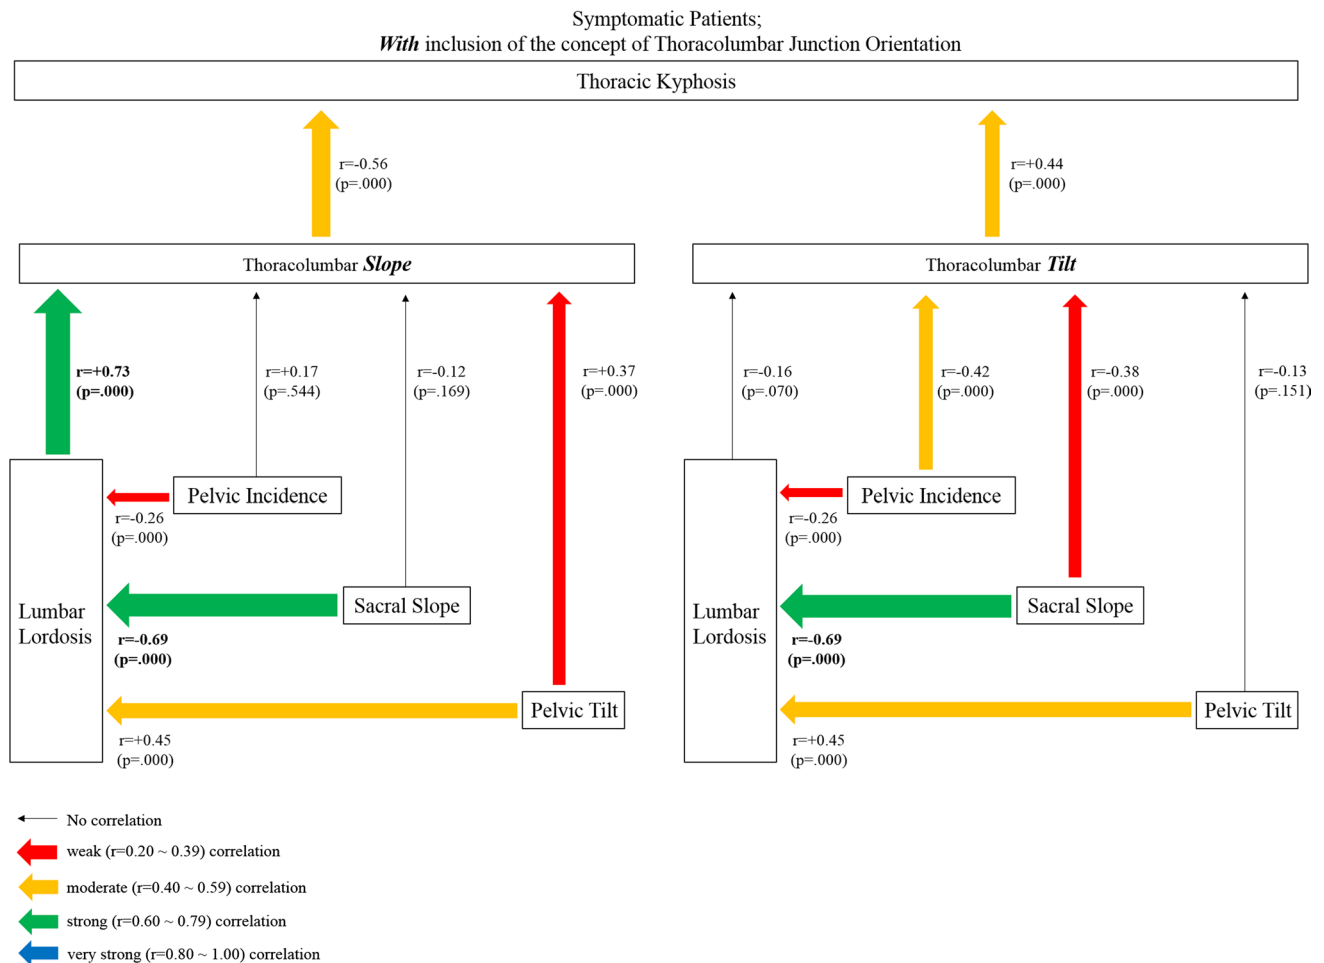 Symptomatic Patients;
With inclusion of the concept of Thoracolumbar Junction Orientation
Thoracic Kyphosis
r=-0.56
(p=.000)
r=+0.44
(p=.000)
Thoracolumbar Slope
Thoracolumbar Tilt
r=+0.73
(p=.000)
r=+0.17
(p=.544)
r=-0.12
(p=.169)
r=+0.37
(p=.000)
r=-0.16
(p=.070)
r=-0.42
(p=.000)
r=-0.38
(p=.000)
r=-0.13
(p=.151)
Pelvic Incidence
r=-0.26
(p=.000)
Sacral Slope
Lumbar
Lordosis
r=-0.69
(p=.000)
Pelvic Tilt
r=+0.45
(p=.000)
Pelvic Incidence
r=-0.26
(p=.000)
Sacral Slope
Lumbar
Lordosis
r=-0.69
(p=.000)
Pelvic Tilt
r=+0.45
(p=.000)
No correlation
weak (r=0.20 ~ 0.39) correlation
moderate (r=0.40 ~ 0.59) correlation
strong (r=0.60 ~ 0.79) correlation
very strong (r=0.80 ~ 1.00) correlation